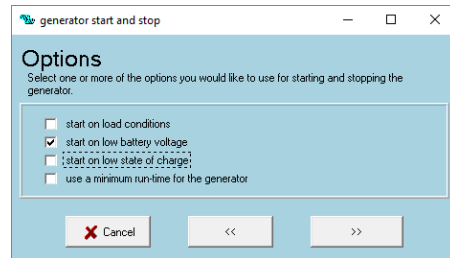 generator start and stop
Options
Select one or more of the options you would like to use for starting and stopping the
generator.
start on load conditions
start on low battery voltage
start on low state of charge
use a minimum run-time for the generator
Cancel
<<
>>